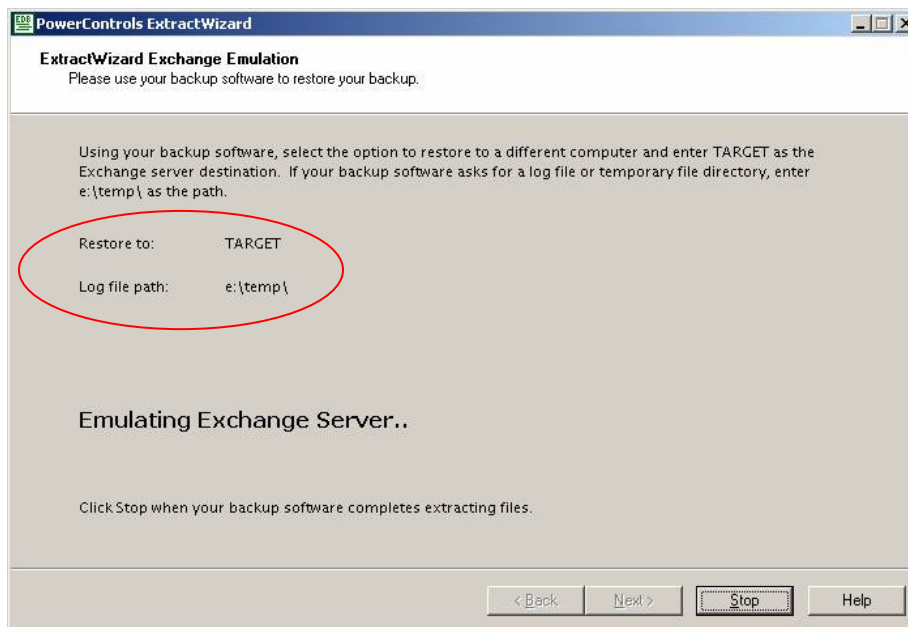 EDB PowerControls ExtractWizard
ExtractWizard Exchange Emulation
Please use your backup software to restore your backup.
Using your backup software, select the option to restore to a different computer and enter TARGET as the
Exchange server destination. If your backup software asks for a log file or temporary file directory, enter
e:\temp\ as the path.
Restore to: TARGET
Log file path: e:\temp\
Emulating Exchange Server..
Click Stop when your backup software completes extracting files.
< Back Next > Stop Help